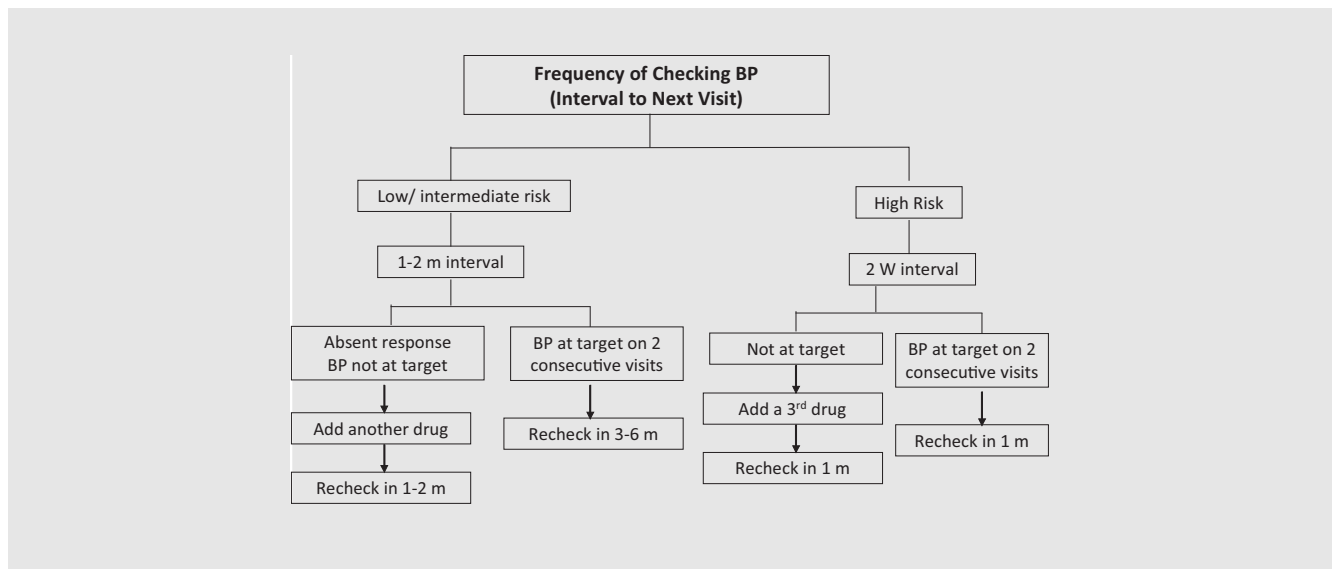 Frequency of Checking BP
(Interval to Next Visit)
Low/ intermediate risk
High Risk
1-2 m interval
2 W interval
Absent response
BP not at target
BP at target on 2
consecutive visits
Not at target
BP at target on 2
consecutive visits
Add another drug
Recheck in 3-6 m
Add a 3rd drug
Recheck in 1 m
Recheck in 1-2 m
Recheck in 1 m